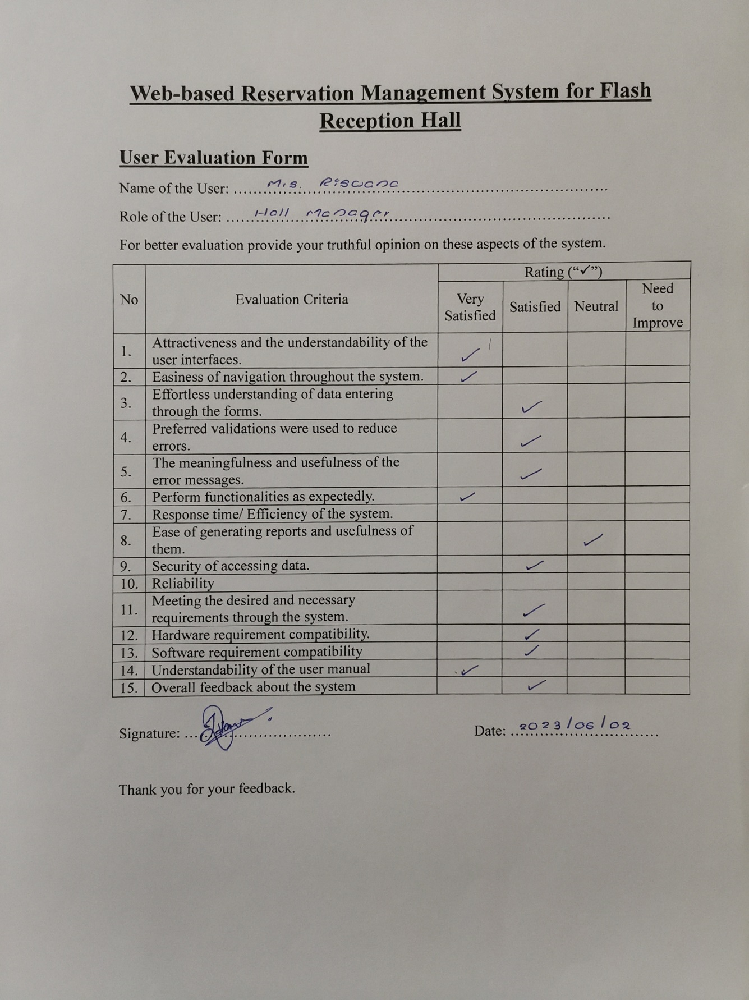 Web-based Reservation Management System for Flash
Reception Hall
User Evaluation Form
Name of the User: Mrs. Riswana
Role of the User: Hall Manager
For better evaluation provide your truthful opinion on these aspects of the system.
No Evaluation Criteria Rating (“✓”)
Very Satisfied Satisfied Neutral Need to Improve
1. Attractiveness and the understandability of the
user interfaces. ✓
2. Easiness of navigation throughout the system. ✓
3. Effortless understanding of data entering
through the forms. ✓
4. Preferred validations were used to reduce
errors. ✓
5. The meaningfulness and usefulness of the
error messages. ✓
6. Perform functionalities as expectedly. ✓
7. Response time/ Efficiency of the system.
8. Ease of generating reports and usefulness of
them. ✓
9. Security of accessing data. ✓
10. Reliability
11. Meeting the desired and necessary
requirements through the system. ✓
12. Hardware requirement compatibility. ✓
13. Software requirement compatibility ✓
14. Understandability of the user manual ✓
15. Overall feedback about the system ✓
Signature: Date: 2023/06/02
Thank you for your feedback.